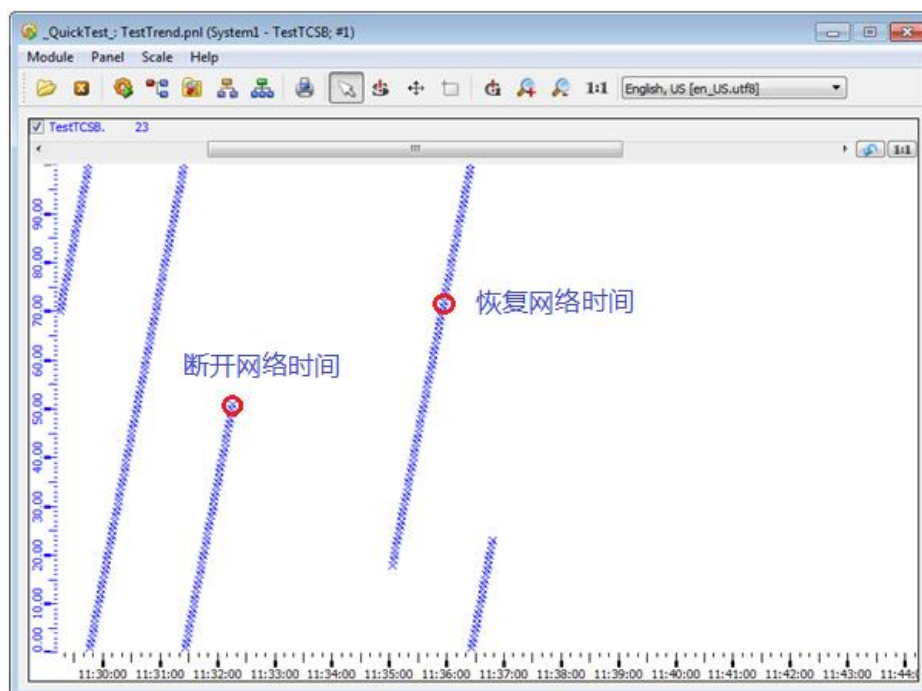 _QuickTest_: TestTrend.pnl (System1 - TestTCSB; #1)
Module Panel Scale Help
1:1 English, US [en_US.utf8]
TestTCSB. 23
1:1
90.00
80.00
70.00
恢复网络时间
60.00
断开网络时间
50.00
40.00
30.00
20.00
10.00
0.00
11:30:00 11:31:00 11:32:00 11:33:00 11:34:00 11:35:00 11:36:00 11:37:00 11:38:00 11:39:00 11:40:00 11:41:00 11:42:00 11:43:00